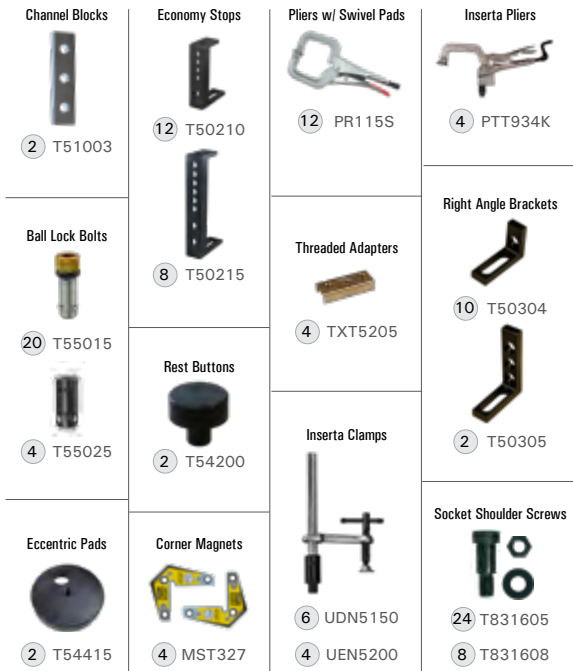 Channel Blocks
2 T51003
Ball Lock Bolts
20 T55015
4 T55025
Eccentric Pads
2 T54415
Economy Stops
12 T50210
8 T50215
Rest Buttons
2 T54200
Corner Magnets
4 MST327
Pliers w/ Swivel Pads
12 PR115S
Threaded Adapters
4 TXT5205
Inserta Clamps
6 UDN5150
4 UEN5200
Inserta Pliers
4 PTT934K
Right Angle Brackets
10 T50304
2 T50305
Socket Shoulder Screws
24 T831605
8 T831608